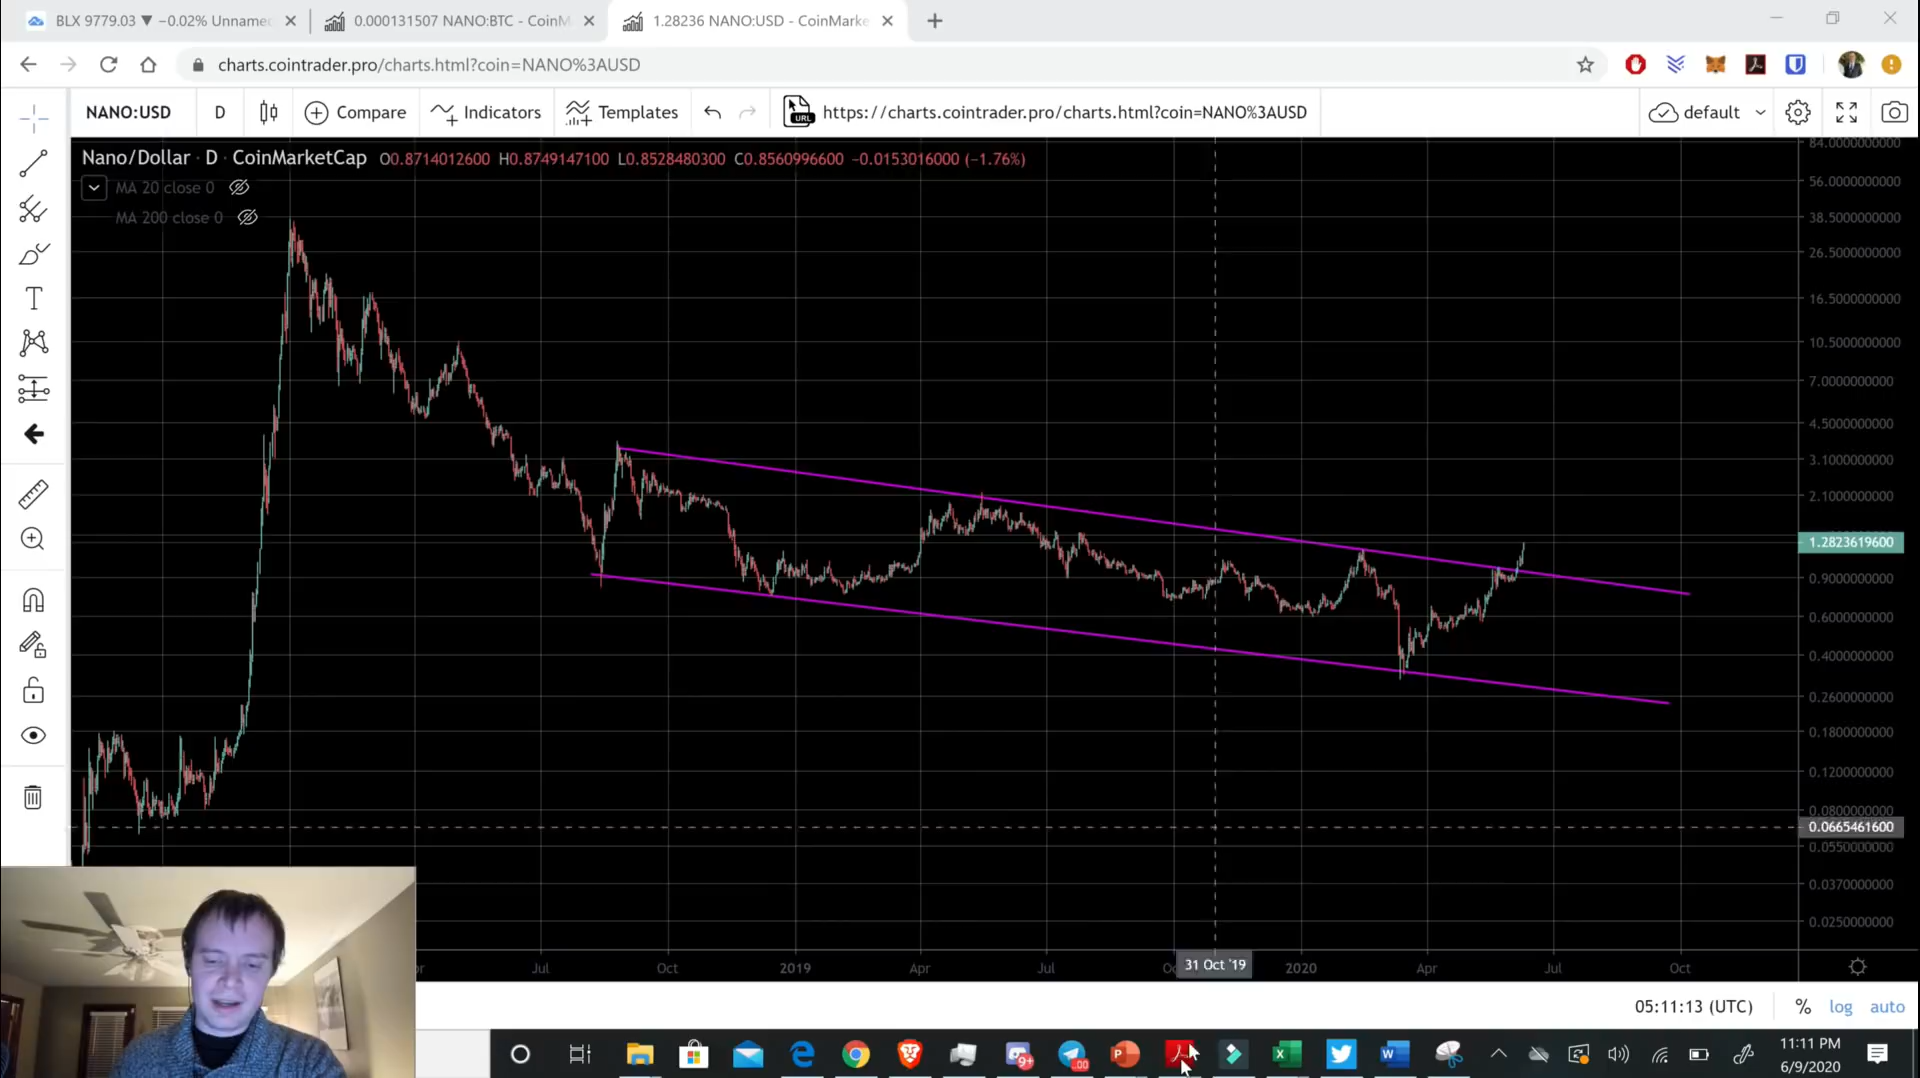 BLX 9779.03 ▼ −0.02% Unname
0.000131507 NANO:BTC - CoinM
1.28236 NANO:USD - CoinMarke
charts.cointrader.pro/charts.html?coin=NANO%3AUSD
NANO:USD
D
Compare
Indicators
Templates
URL
https://charts.cointrader.pro/charts.html?coin=NANO%3AUSD
default
Nano/Dollar · D · CoinMarketCap O0.8714012600 H0.8749147100 L0.8528480300 C0.8560996600 −0.0153016000 (−1.76%)
MA 20 close 0
MA 200 close 0
84.0000000000
56.0000000000
38.5000000000
26.5000000000
16.5000000000
10.5000000000
7.0000000000
4.5000000000
3.1000000000
2.1000000000
1.2823619600
0.9000000000
0.6000000000
0.4000000000
0.2600000000
0.1800000000
0.1200000000
0.0800000000
0.0665461600
0.0550000000
0.0370000000
0.0250000000
Jul
Oct
2019
Apr
Jul
31 Oct '19
2020
Apr
Jul
Oct
05:11:13 (UTC)
%
log
auto
11:11 PM
6/9/2020